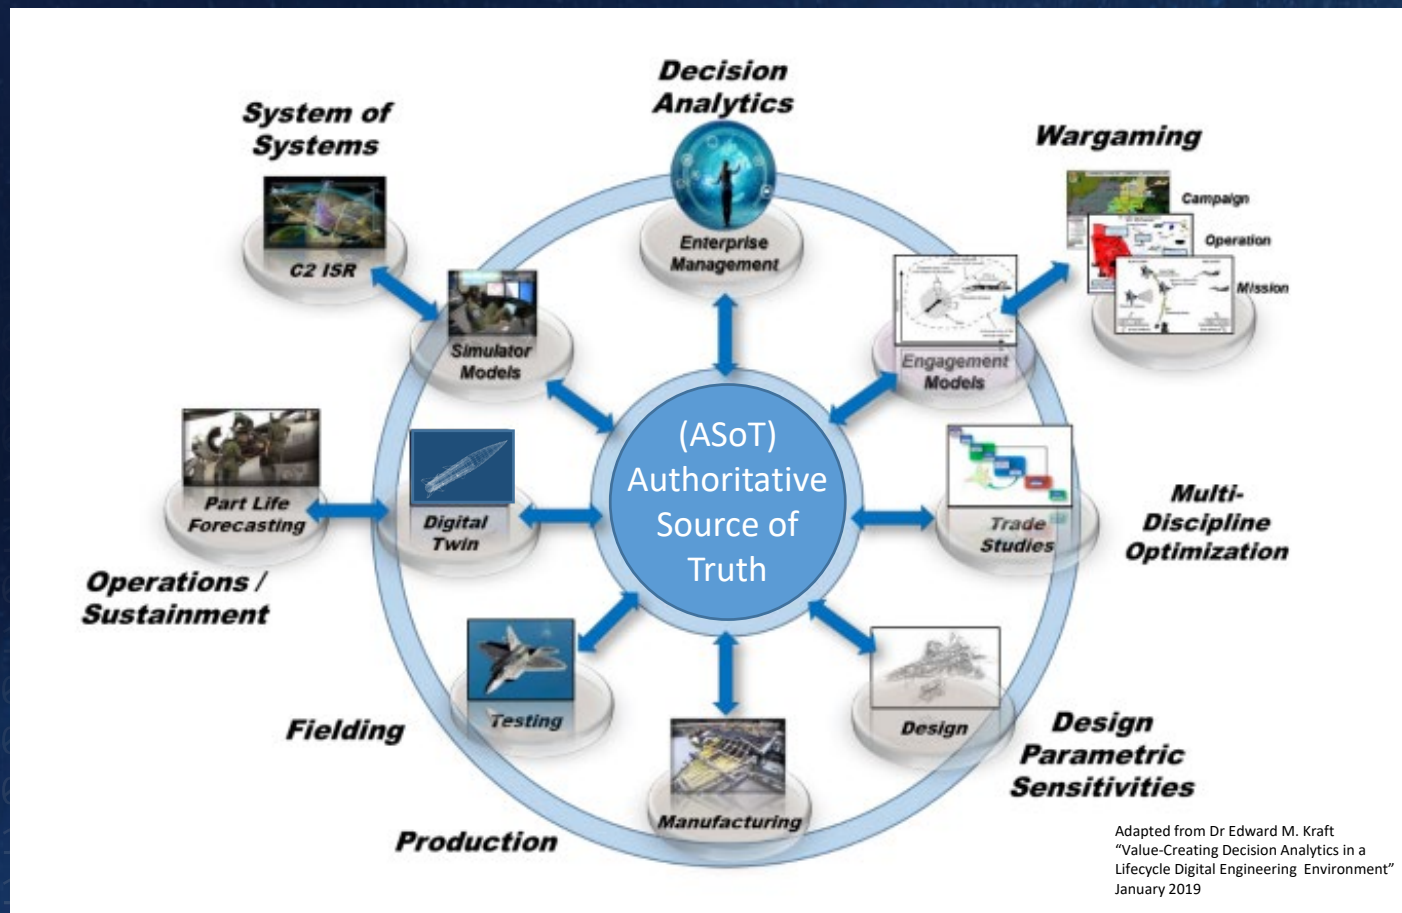 Decision
Analytics
System of
Systems
Wargaming
Campaign
Operation
Mission
C2 ISR
Enterprise
Management
Simulator
Models
Engagement
Models
(ASoT)
Authoritative
Source of
Truth
Part Life
Forecasting
Digital
Twin
Trade
Studies
Multi-
Discipline
Optimization
Operations /
Sustainment
Testing
Design
Fielding
Design
Parametric
Sensitivities
Manufacturing
Production
Adapted from Dr Edward M. Kraft
“Value-Creating Decision Analytics in a
Lifecycle Digital Engineering Environment”
January 2019